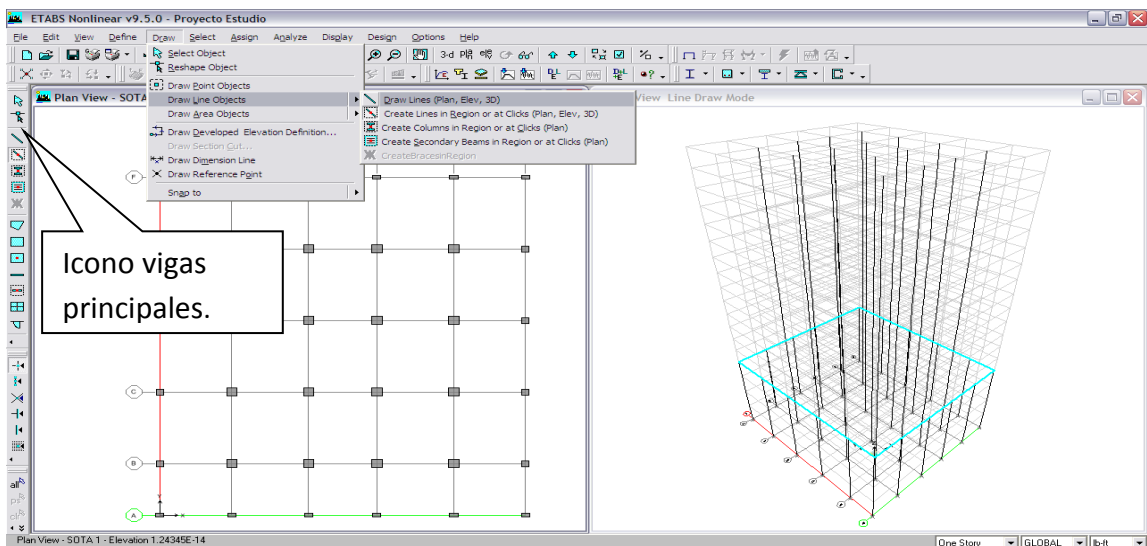 ETABS Nonlinear v9.5.0 - Proyecto Estudio
File Edit View Define Draw Select Assign Analyze Display Design Options Help
3-d
Plan View - SOTA
View Line Draw Mode
Select Object
Reshape Object
Draw Point Objects
Draw Line Objects
Draw Area Objects
Draw Developed Elevation Definition...
Draw Section Cut...
Draw Dimension Line
Draw Reference Point
Snap to
Draw Lines (Plan, Elev, 3D)
Create Lines in Region or at Clicks (Plan, Elev, 3D)
Create Columns in Region or at Clicks (Plan)
Create Secondary Beams in Region or at Clicks (Plan)
CreateBracesinRegion
Icono vigas
principales.
F
C
B
A
Y
X
all
Plan View - SOTA 1 - Elevation 1.24345E-14
One Story
GLOBAL
lb-ft